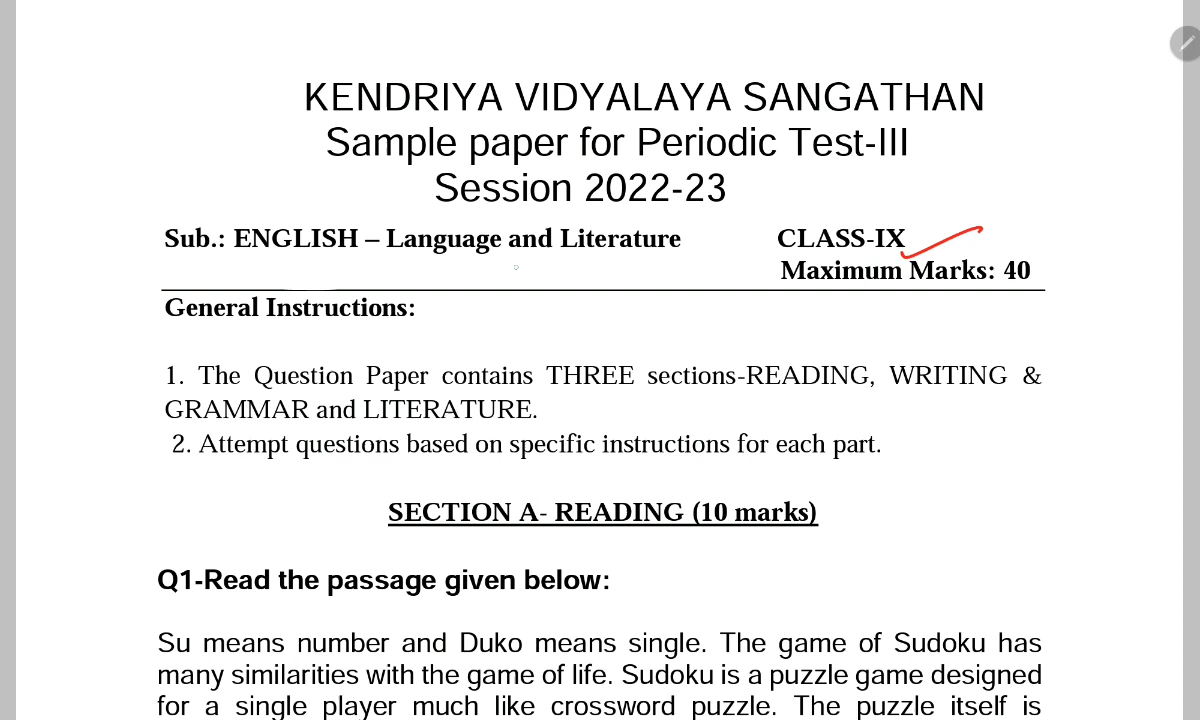 KENDRIYA VIDYALAYA SANGATHAN
Sample paper for Periodic Test-III
Session 2022-23
Sub.: ENGLISH – Language and Literature CLASS-IX
Maximum Marks: 40
General Instructions:
1. The Question Paper contains THREE sections-READING, WRITING &
GRAMMAR and LITERATURE.
2. Attempt questions based on specific instructions for each part.
SECTION A- READING (10 marks)
Q1-Read the passage given below:
Su means number and Duko means single. The game of Sudoku has
many similarities with the game of life. Sudoku is a puzzle game designed
for a single player much like crossword puzzle. The puzzle itself is